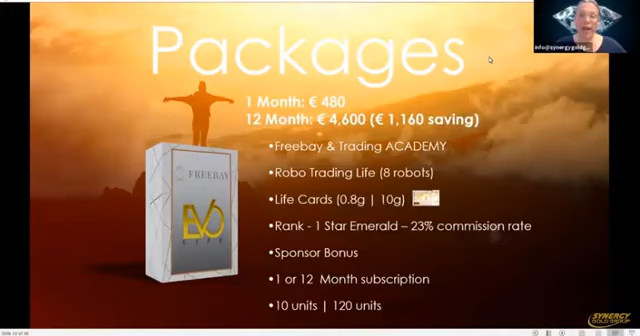 Packages
1 Month: € 480
12 Month: € 4,600 (€ 1,160 saving)
•Freebay & Trading ACADEMY
•Robo Trading Life (8 robots)
•Life Cards (0.8g | 10g)
•Rank - 1 Star Emerald – 23% commission rate
•Sponsor Bonus
•1 or 12 Month subscription
•10 units | 120 units
FREEBAY
EVO
LIFE
SYNERGY
GOLD GROUP